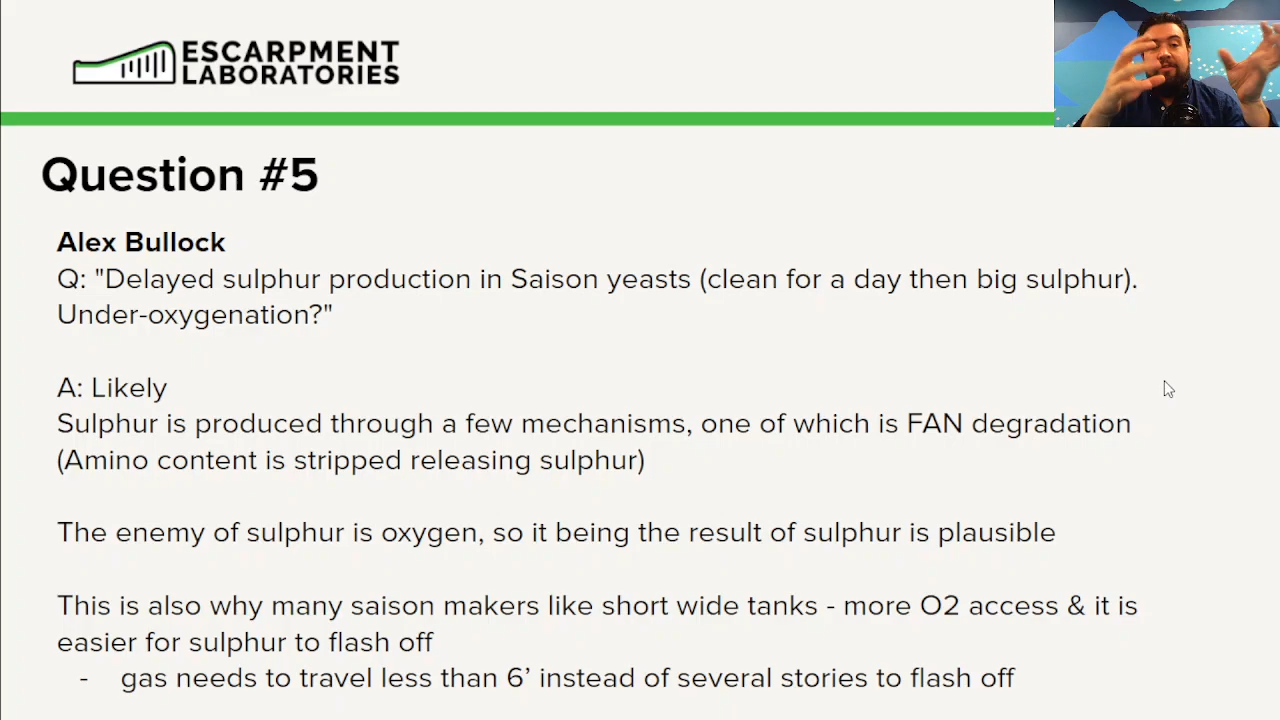 ESCARPMENT
LABORATORIES
Question #5
Alex Bullock
Q: "Delayed sulphur production in Saison yeasts (clean for a day then big sulphur).
Under-oxygenation?"
A: Likely
Sulphur is produced through a few mechanisms, one of which is FAN degradation
(Amino content is stripped releasing sulphur)
The enemy of sulphur is oxygen, so it being the result of sulphur is plausible
This is also why many saison makers like short wide tanks - more O2 access & it is
easier for sulphur to flash off
- gas needs to travel less than 6’ instead of several stories to flash off